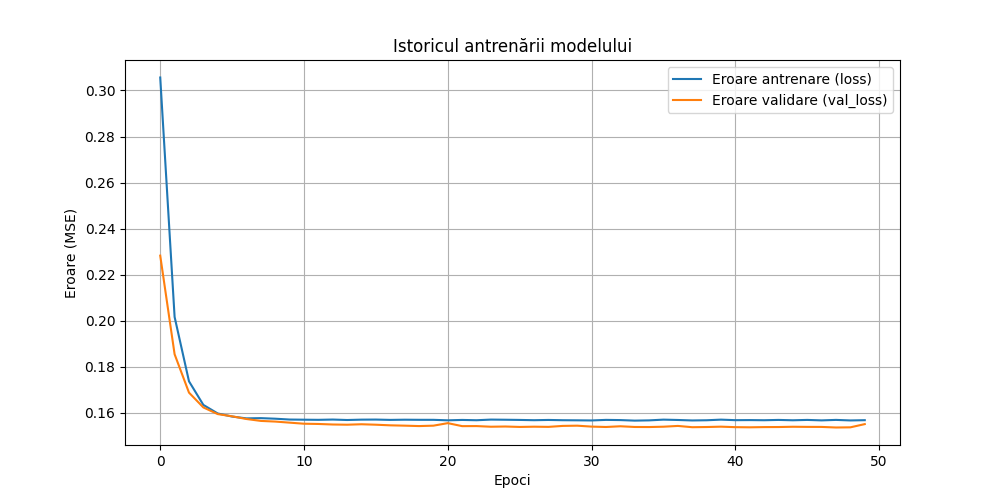 Istoricul antrenării modelului
Eroare antrenare (loss)
Eroare validare (val_loss)
Eroare (MSE)
0.30
0.28
0.26
0.24
0.22
0.20
0.18
0.16
0
10
20
30
40
50
Epoci